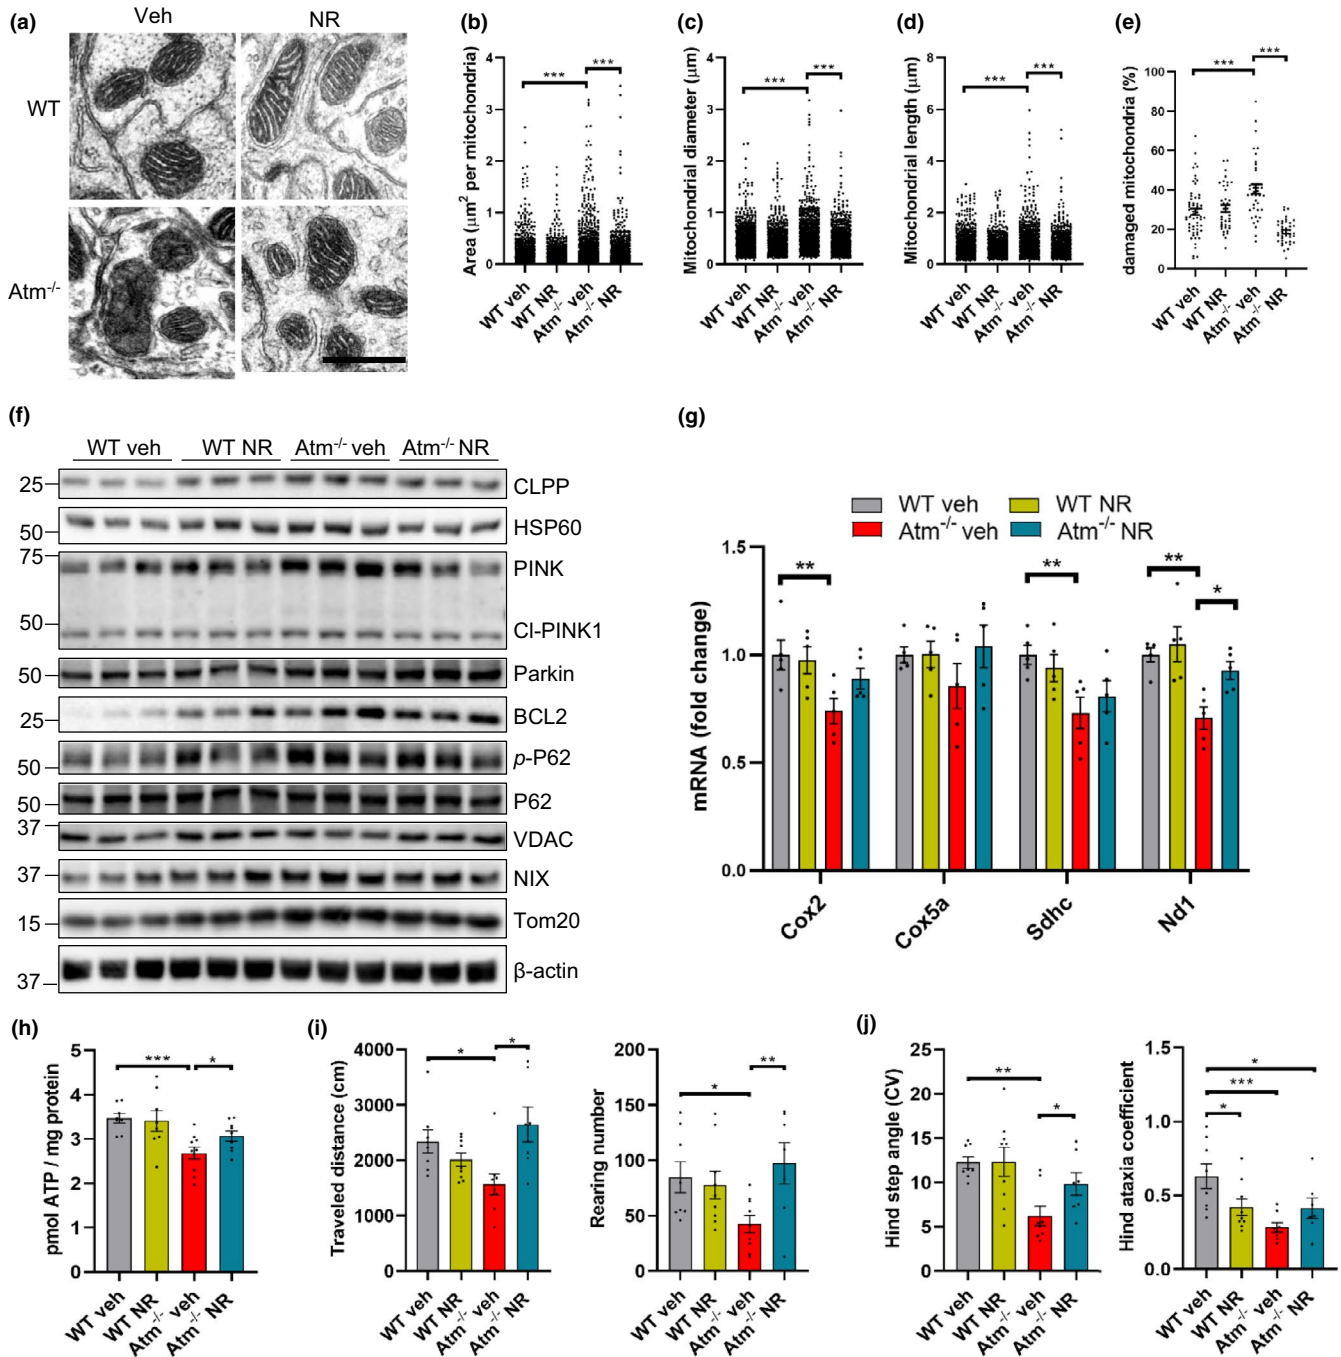 (a)
Veh
NR
WT
Atm-/-
(b)
Area (μm2 per mitochondria)
4
3
2
1
0
***
***
WT veh
WT NR
Atm-/- veh
Atm-/- NR
(c)
Mitochondrial diameter (μm)
4
3
2
1
0
***
***
WT veh
WT NR
Atm-/- veh
Atm-/- NR
(d)
Mitochondrial length (μm)
8
6
4
2
0
***
***
WT veh
WT NR
Atm-/- veh
Atm-/- NR
(e)
damaged mitochondria (%)
100
80
60
40
20
0
***
***
WT veh
WT NR
Atm-/- veh
Atm-/- NR
(f)
WT veh
WT NR
Atm-/- veh
Atm-/- NR
25
CLPP
50
HSP60
75
PINK
50
Cl-PINK1
50
Parkin
25
BCL2
50
p-P62
50
P62
37
VDAC
37
NIX
15
Tom20
37
β-actin
(g)
WT veh
WT NR
Atm-/- veh
Atm-/- NR
mRNA (fold change)
1.5
1.0
0.5
0.0
**
**
**
*
Cox2
Cox5a
Sdhc
Nd1
(h)
pmol ATP / mg protein
5
4
3
2
1
0
***
*
WT veh
WT NR
Atm-/- veh
Atm-/- NR
(i)
Traveled distance (cm)
4000
3000
2000
1000
0
*
*
WT veh
WT NR
Atm-/- veh
Atm-/- NR
Rearing number
200
150
100
50
0
*
**
WT veh
WT NR
Atm-/- veh
Atm-/- NR
(j)
Hind step angle (CV)
25
20
15
10
5
0
**
*
WT veh
WT NR
Atm-/- veh
Atm-/- NR
Hind ataxia coefficient
1.5
1.0
0.5
0.0
*
***
*
WT veh
WT NR
Atm-/- veh
Atm-/- NR